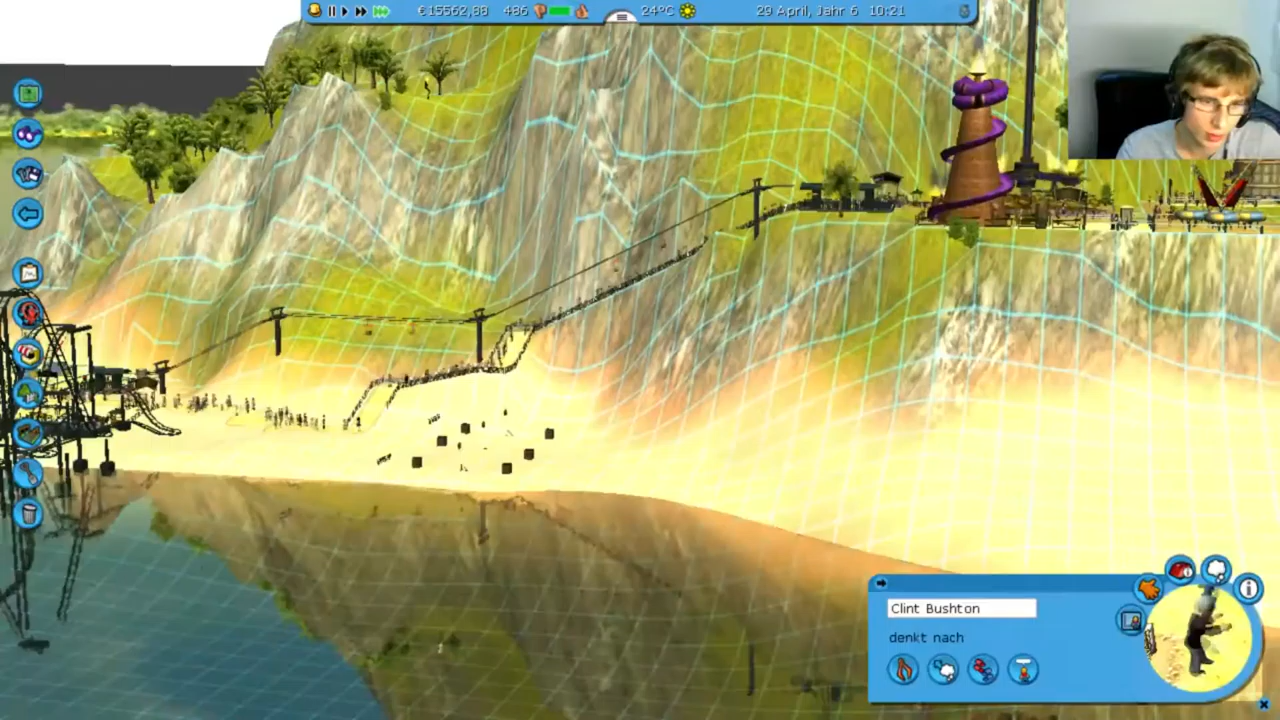 €15562,88 486 24°C 29 April, Jahr 6 10:21
Clint Bushton
denkt nach